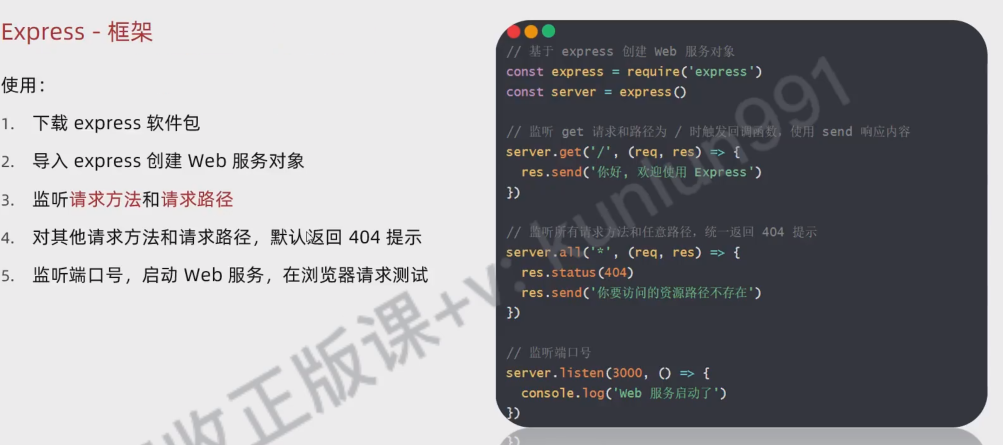 Express - 框架
使用：
1. 下载 express 软件包
2. 导入 express 创建 Web 服务对象
3. 监听请求方法和请求路径
4. 对其他请求方法和请求路径，默认返回 404 提示
5. 监听端口号，启动 Web 服务，在浏览器请求测试
// 基于 express 创建 Web 服务对象
const express = require('express')
const server = express()
// 监听 get 请求和路径为 / 时触发回调函数，使用 send 响应内容
server.get('/', (req, res) => {
res.send('你好, 欢迎使用 Express')
})
// 监听所有请求方法和任意路径，统一返回 404 提示
server.all('*', (req, res) => {
res.status(404)
res.send('你要访问的资源路径不存在')
})
// 监听端口号
server.listen(3000, () => {
console.log('Web 服务启动了')
})
收正版课+v: kunlun991